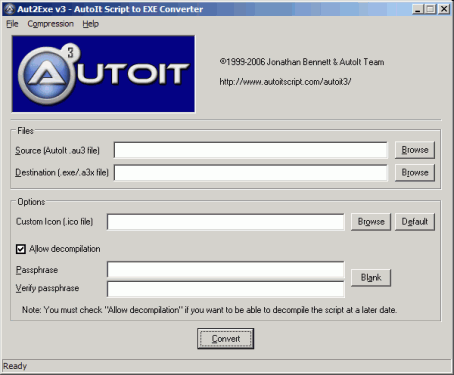 Aut2Exe v3 - AutoIt Script to EXE Converter
File Compression Help
3
AUTOIT
©1999-2006 Jonathan Bennett & AutoIt Team
http://www.autoitscript.com/autoit3/
Files
Source (AutoIt .au3 file) Browse
Destination (.exe/.a3x file) Browse
Options
Custom Icon (.ico file) Browse Default
Allow decompilation
Passphrase
Blank
Verify passphrase
Note: You must check "Allow decompilation" if you want to be able to decompile the script at a later date.
Convert
Ready